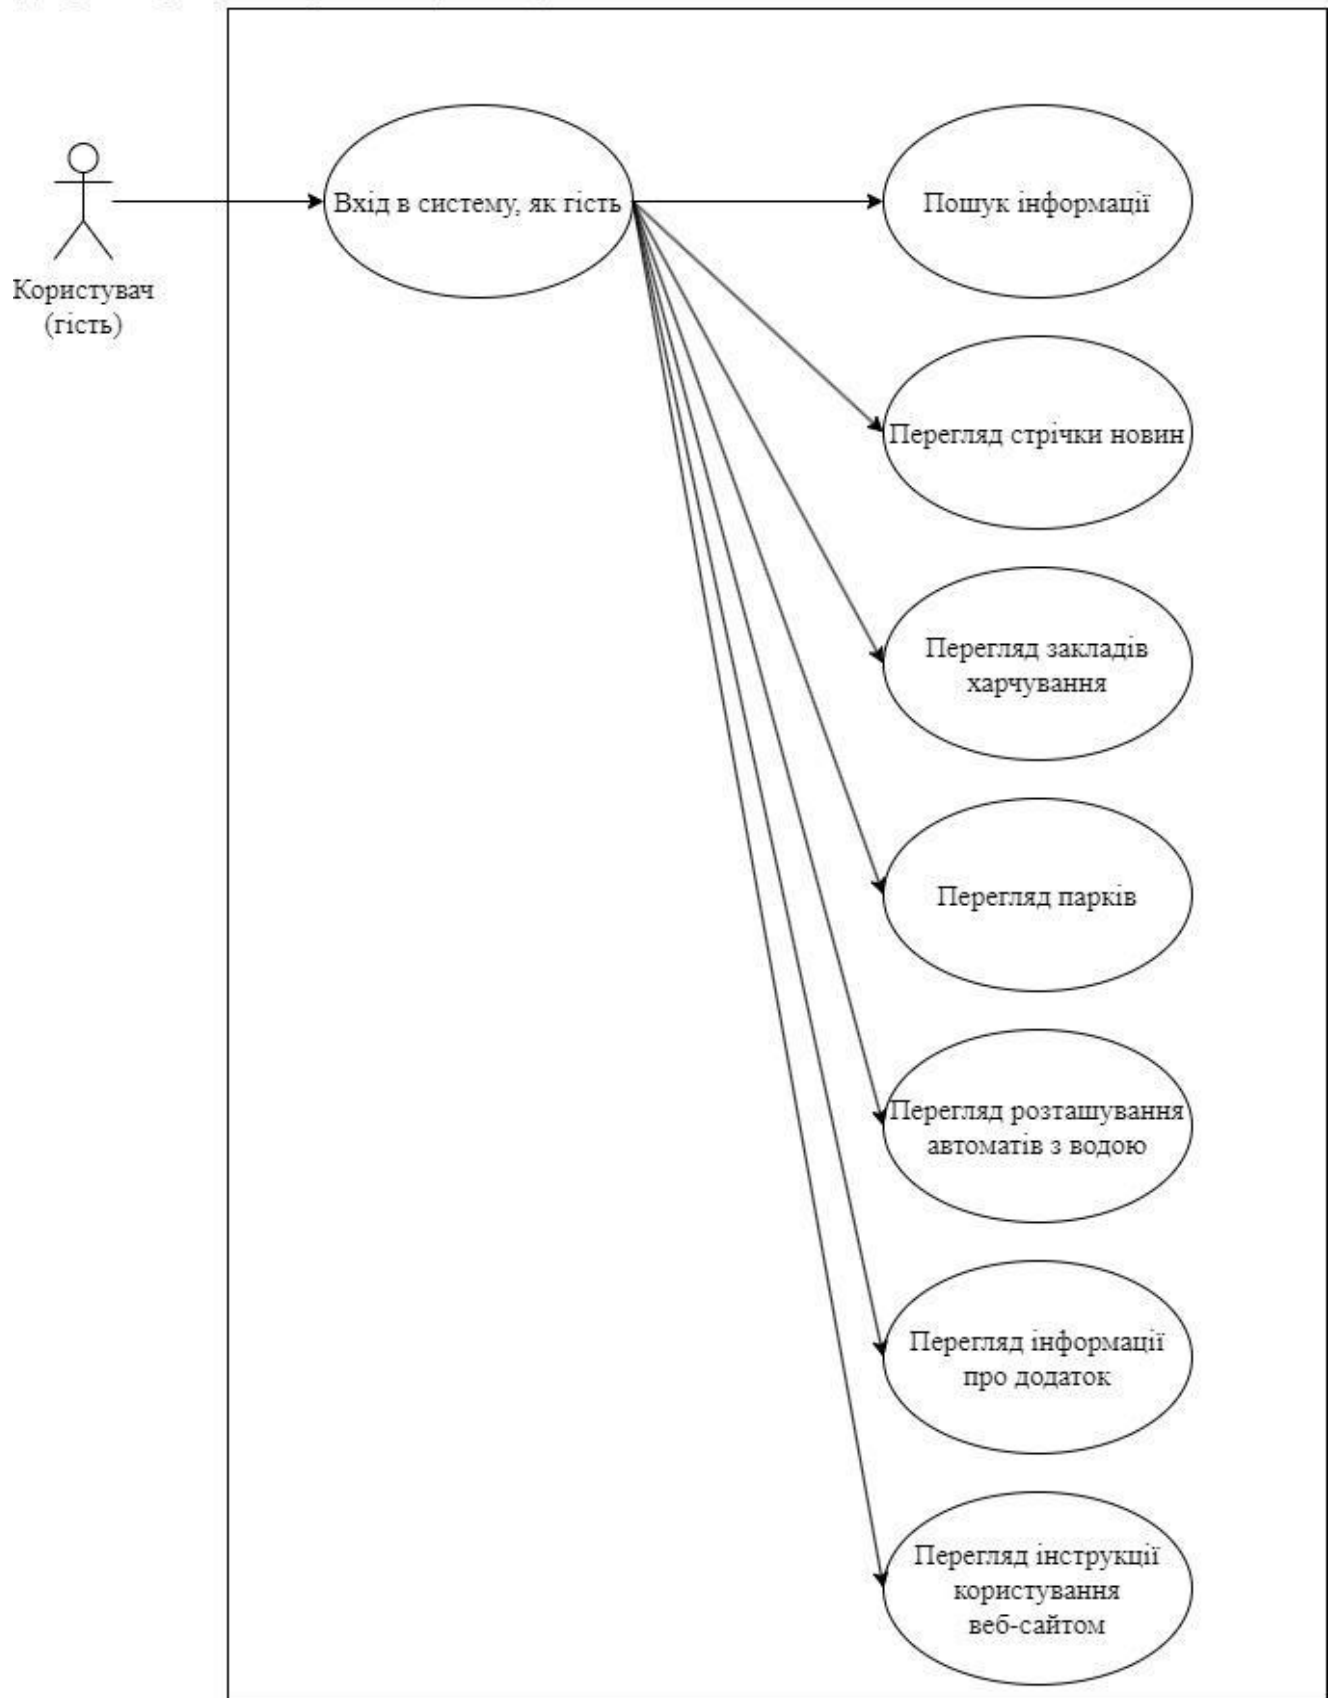 Користувач
(гість)
Вхід в систему, як гість
Пошук інформації
Перегляд стрічки новин
Перегляд закладів
харчування
Перегляд парків
Перегляд розташування
автоматів з водою
Перегляд інформації
про додаток
Перегляд інструкції
користування
веб-сайтом